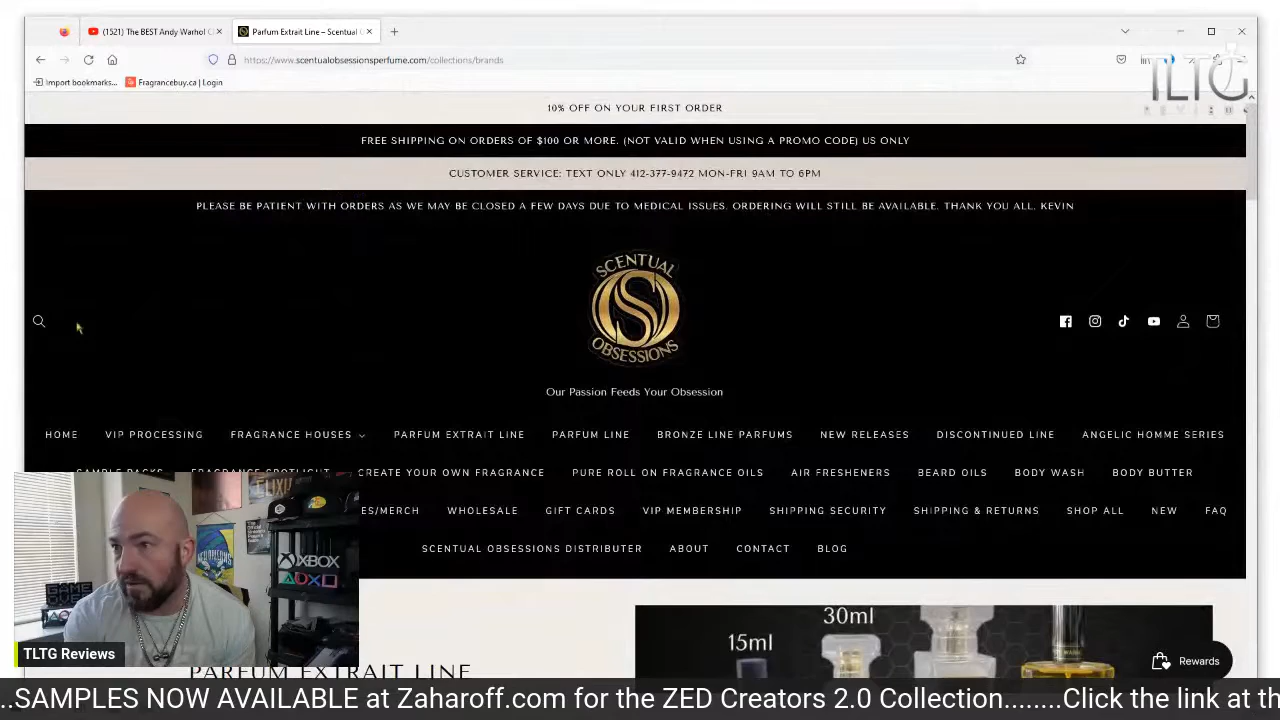 (1521) The BEST Andy Warhol
Parfum Extrait Line – Scentual
https://www.scentualobsessionsperfume.com/collections/brands
Import bookmarks...
Fragrancebuy.ca | Login
TLTG
10% OFF ON YOUR FIRST ORDER
FREE SHIPPING ON ORDERS OF $100 OR MORE. (NOT VALID WHEN USING A PROMO CODE) US ONLY
CUSTOMER SERVICE: TEXT ONLY 412-377-9472 MON-FRI 9AM TO 6PM
PLEASE BE PATIENT WITH ORDERS AS WE MAY BE CLOSED A FEW DAYS DUE TO MEDICAL ISSUES. ORDERING WILL STILL BE AVAILABLE. THANK YOU ALL. KEVIN
SCENTUAL
OBSESSIONS
Our Passion Feeds Your Obsession
HOME VIP PROCESSING FRAGRANCE HOUSES PARFUM EXTRAIT LINE PARFUM LINE BRONZE LINE PARFUMS NEW RELEASES DISCONTINUED LINE ANGELIC HOMME SERIES
SAMPLE PACKS FRAGRANCE SPOTLIGHT CREATE YOUR OWN FRAGRANCE PURE ROLL ON FRAGRANCE OILS AIR FRESHENERS BEARD OILS BODY WASH BODY BUTTER
ES/MERCH WHOLESALE GIFT CARDS VIP MEMBERSHIP SHIPPING SECURITY SHIPPING & RETURNS SHOP ALL NEW FAQ
SCENTUAL OBSESSIONS DISTRIBUTER ABOUT CONTACT BLOG
XBOX
GAME
OVER
TLTG Reviews
PARFUM EXTRAIT LINE
15ml
30ml
Rewards
..SAMPLES NOW AVAILABLE at Zaharoff.com for the ZED Creators 2.0 Collection........Click the link at th